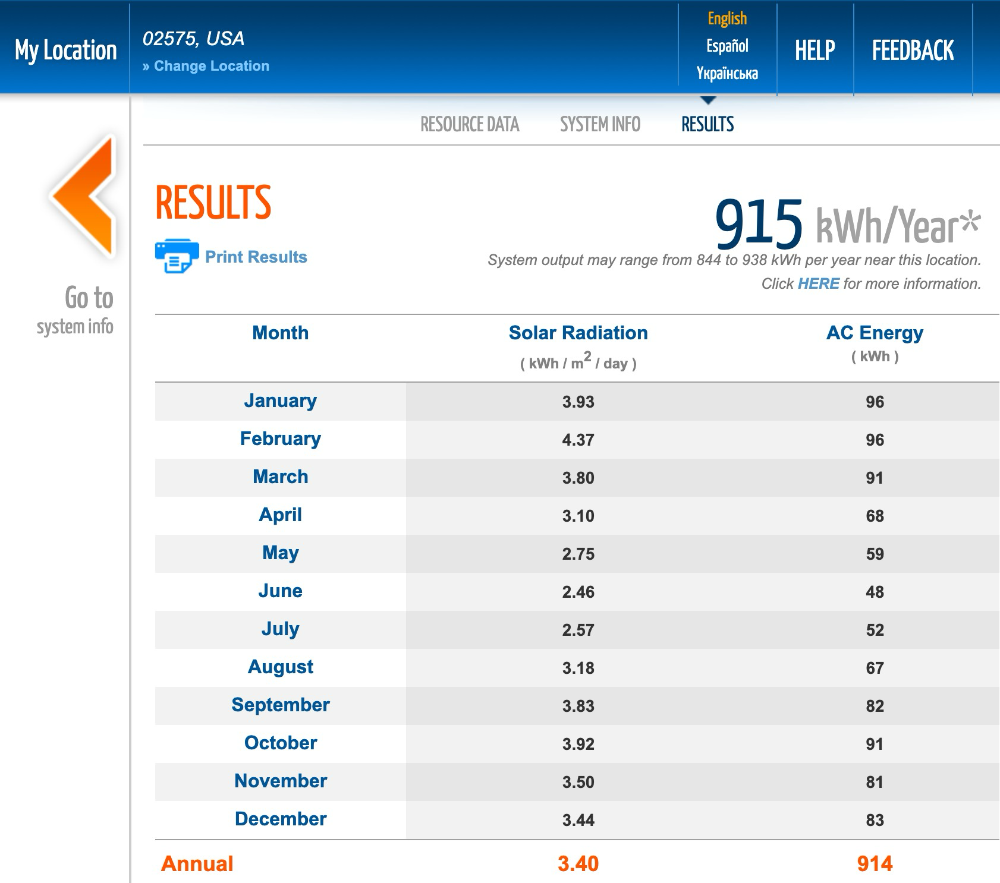 My Location
02575, USA
» Change Location
English
Español
Українська
HELP
FEEDBACK
RESOURCE DATA
SYSTEM INFO
RESULTS
Go to
system info
RESULTS
Print Results
915 kWh/Year*
System output may range from 844 to 938 kWh per year near this location.
Click HERE for more information.
Month Solar Radiation AC Energy
( kWh / m2 / day ) ( kWh )
January 3.93 96
February 4.37 96
March 3.80 91
April 3.10 68
May 2.75 59
June 2.46 48
July 2.57 52
August 3.18 67
September 3.83 82
October 3.92 91
November 3.50 81
December 3.44 83
Annual 3.40 914